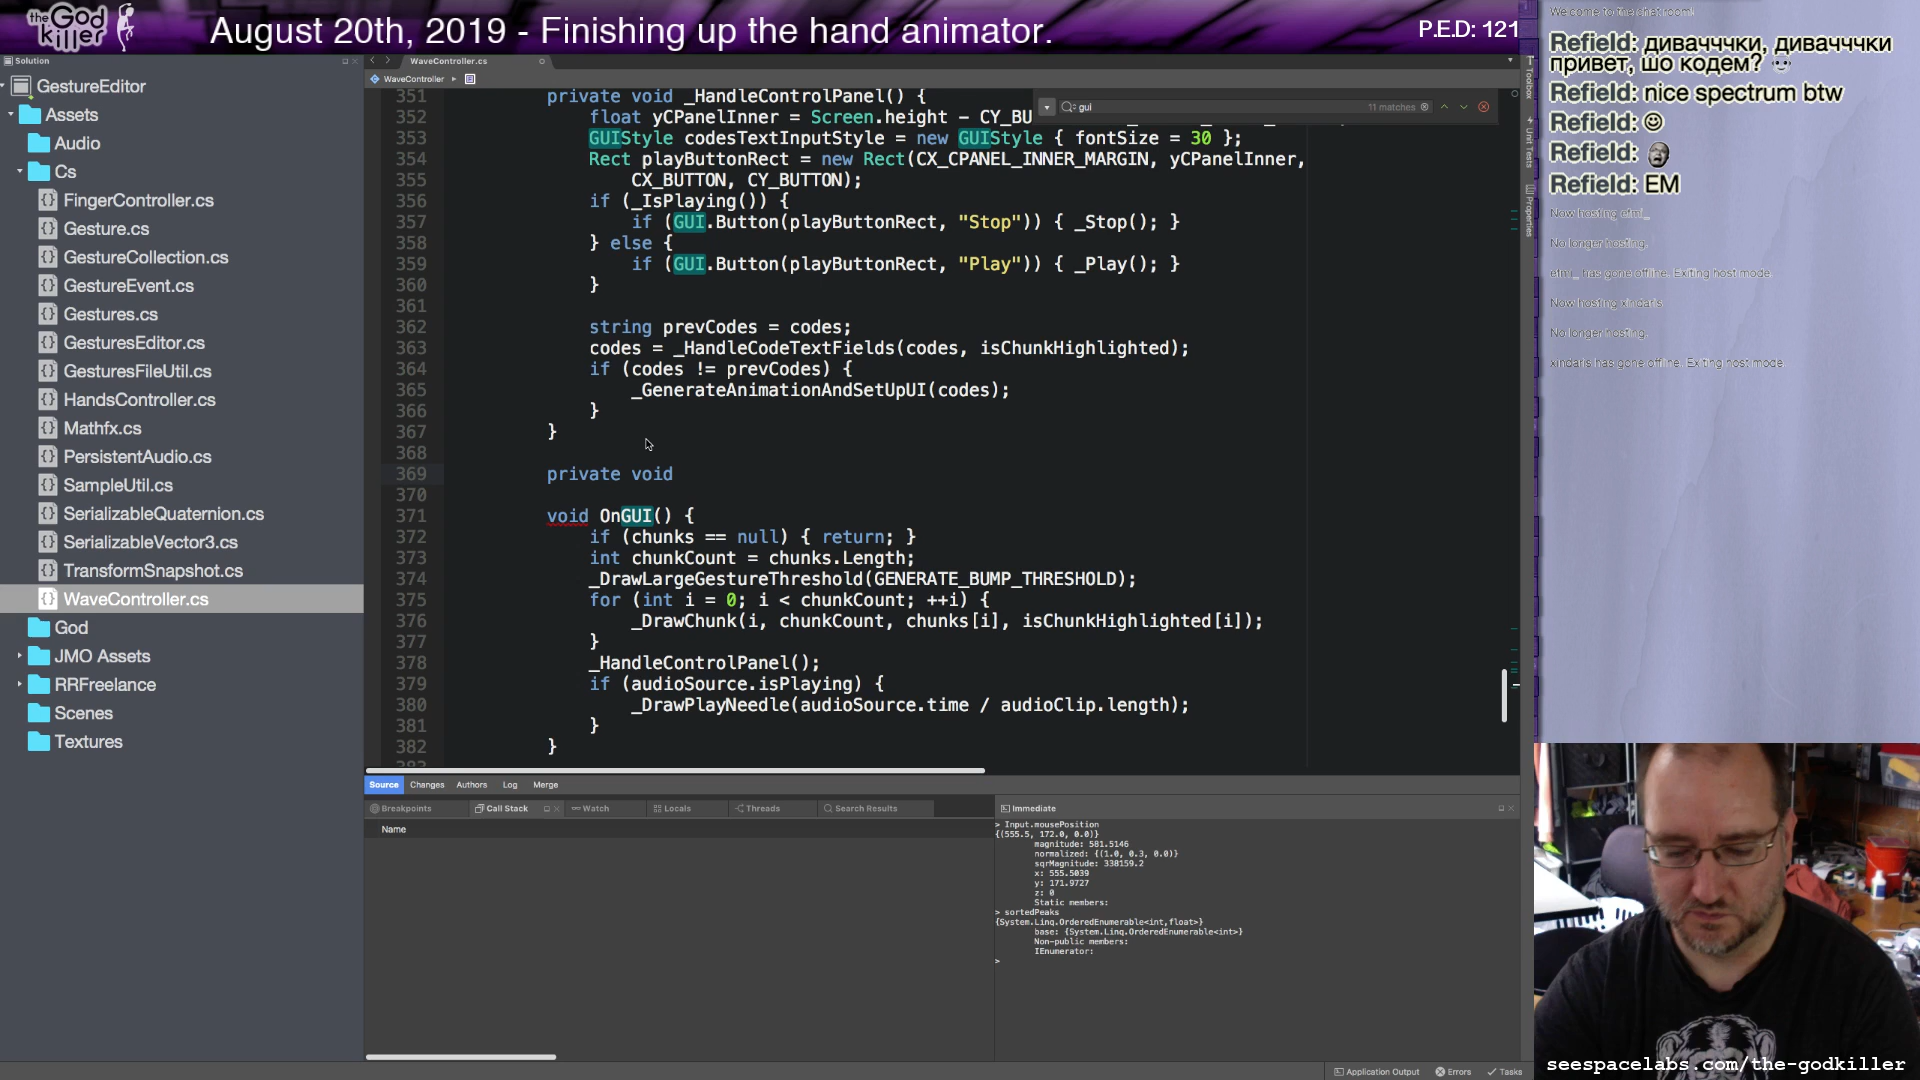 the God killer
August 20th, 2019 - Finishing up the hand animator.
P.E.D: 121
Solution
GestureEditor
Assets
Audio
Cs
FingerController.cs
Gesture.cs
GestureCollection.cs
GestureEvent.cs
Gestures.cs
GesturesEditor.cs
GesturesFileUtil.cs
HandsController.cs
Mathfx.cs
PersistentAudio.cs
SampleUtil.cs
SerializableQuaternion.cs
SerializableVector3.cs
TransformSnapshot.cs
WaveController.cs
God
JMO Assets
RRFreelance
Scenes
Textures
WaveController.cs
WaveController
gui
11 matches
351 private void _HandleControlPanel() {
352 float yCPanelInner = Screen.height - CY_BU
353 GUIStyle codesTextInputStyle = new GUIStyle { fontSize = 30 };
354 Rect playButtonRect = new Rect(CX_CPANEL_INNER_MARGIN, yCPanelInner,
355 CX_BUTTON, CY_BUTTON);
356 if (_IsPlaying()) {
357 if (GUI.Button(playButtonRect, "Stop")) { _Stop(); }
358 } else {
359 if (GUI.Button(playButtonRect, "Play")) { _Play(); }
360 }
361
362 string prevCodes = codes;
363 codes = _HandleCodeTextFields(codes, isChunkHighlighted);
364 if (codes != prevCodes) {
365 _GenerateAnimationAndSetUpUI(codes);
366 }
367 }
368
369 private void
370
371 void OnGUI() {
372 if (chunks == null) { return; }
373 int chunkCount = chunks.Length;
374 _DrawLargeGestureThreshold(GENERATE_BUMP_THRESHOLD);
375 for (int i = 0; i < chunkCount; ++i) {
376 _DrawChunk(i, chunkCount, chunks[i], isChunkHighlighted[i]);
377 }
378 _HandleControlPanel();
379 if (audioSource.isPlaying) {
380 _DrawPlayNeedle(audioSource.time / audioClip.length);
381 }
382 }
Source Changes Authors Log Merge
Breakpoints Call Stack Watch Locals Threads Search Results
Name
Immediate
> Input.mousePosition
{(555.5, 172.0, 0.0)}
magnitude: 581.5146
normalized: {(1.0, 0.3, 0.0)}
sqrMagnitude: 338159.2
x: 555.5039
y: 171.9727
z: 0
Static members:
> sortedPeaks
{System.Linq.OrderedEnumerable<int,float>}
base: {System.Linq.OrderedEnumerable<int>}
Non-public members:
IEnumerator:
>
Application Output Errors Tasks
Toolbox
Unit Tests
Properties
Welcome to the chat room!
Refield: диваччки, дивачччки
привет, шо кодем?
Refield: nice spectrum btw
Refield:
Refield:
Refield: EM
No longer hosting.
Now hosting xindaris.
No longer hosting.
xindaris has gone offline. Exiting host mode.
seespacelabs.com/the-godkiller